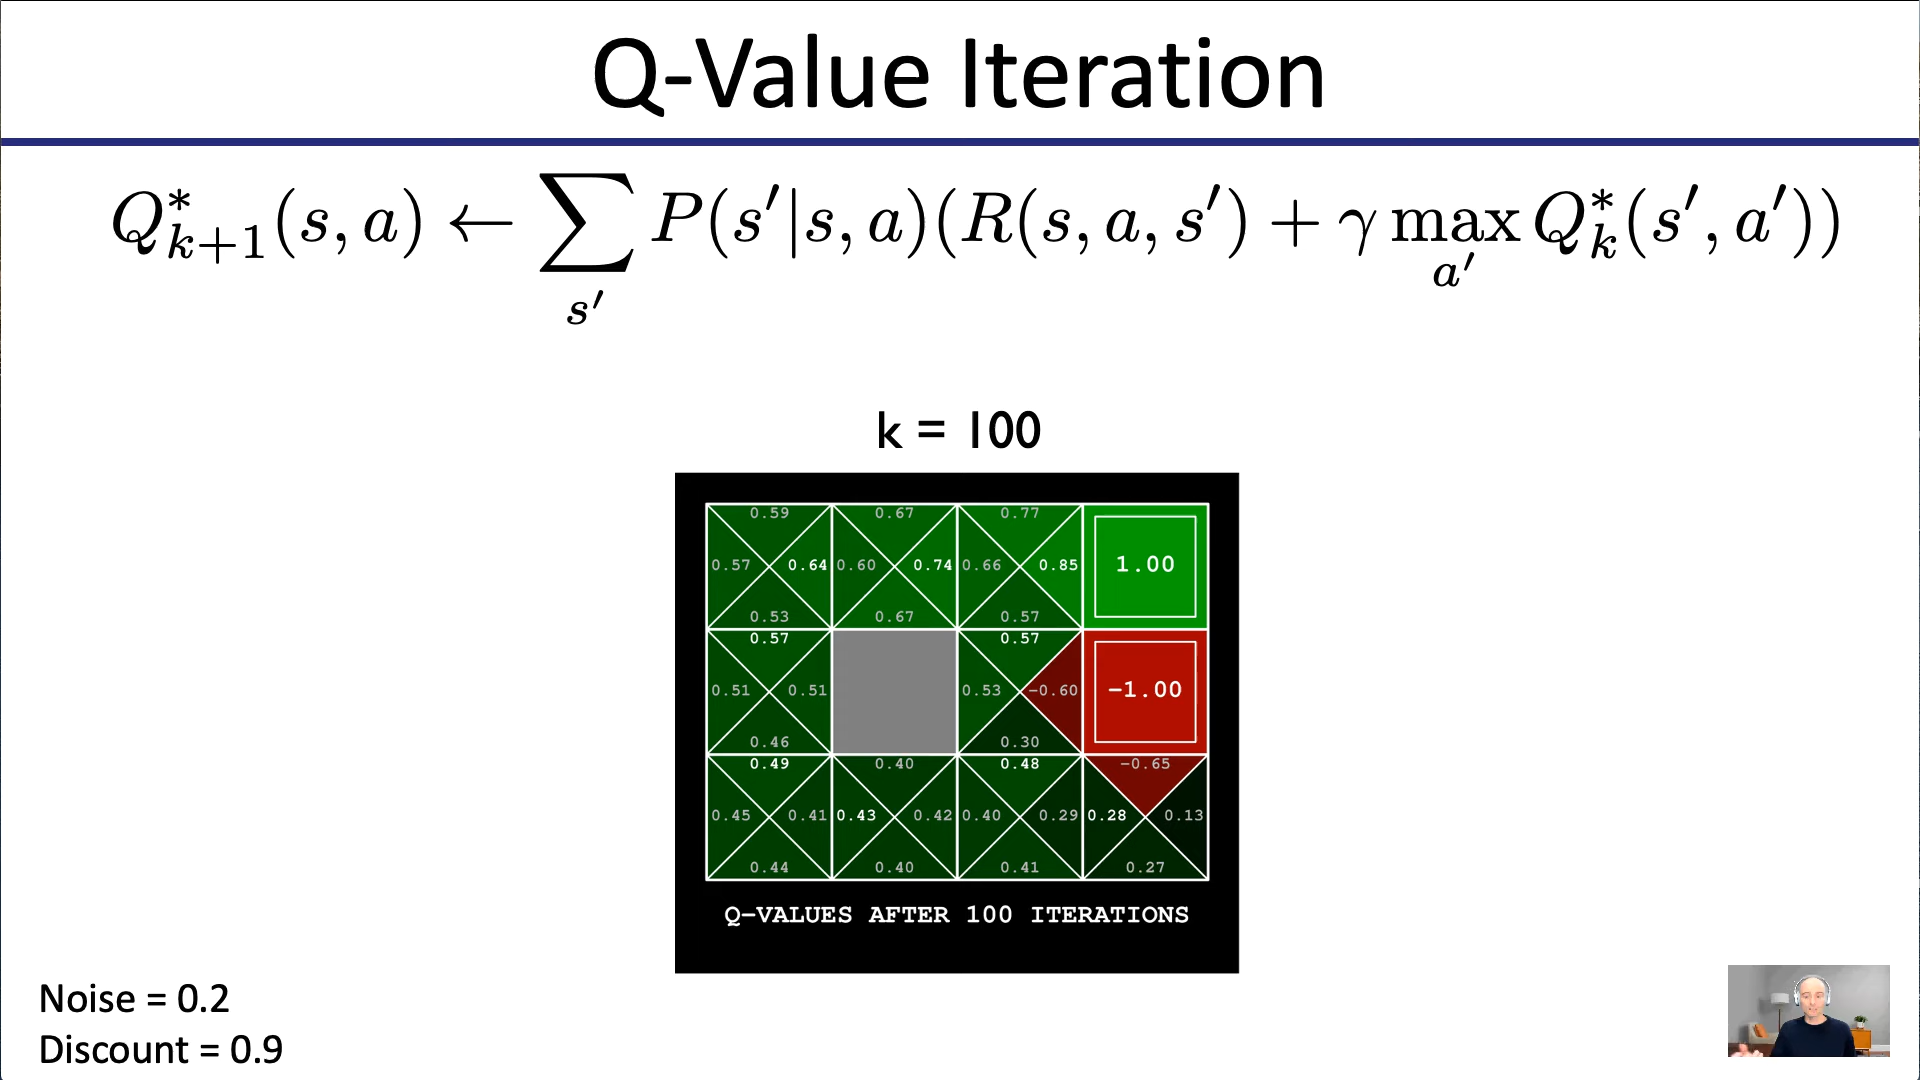 Q-Value Iteration
Q*k+1(s, a) ← ∑s′ P(s′|s, a)(R(s, a, s′) + γ maxa′ Q*k(s′, a′))
k = 100
0.59 0.67 0.77
0.57 0.64 0.60 0.74 0.66 0.85 1.00
0.53 0.67 0.57
0.57 0.57
0.51 0.51 0.53 -0.60 -1.00
0.46 0.30
0.49 0.40 0.48 -0.65
0.45 0.41 0.43 0.42 0.40 0.29 0.28 0.13
0.44 0.40 0.41 0.27
Q-VALUES AFTER 100 ITERATIONS
Noise = 0.2
Discount = 0.9